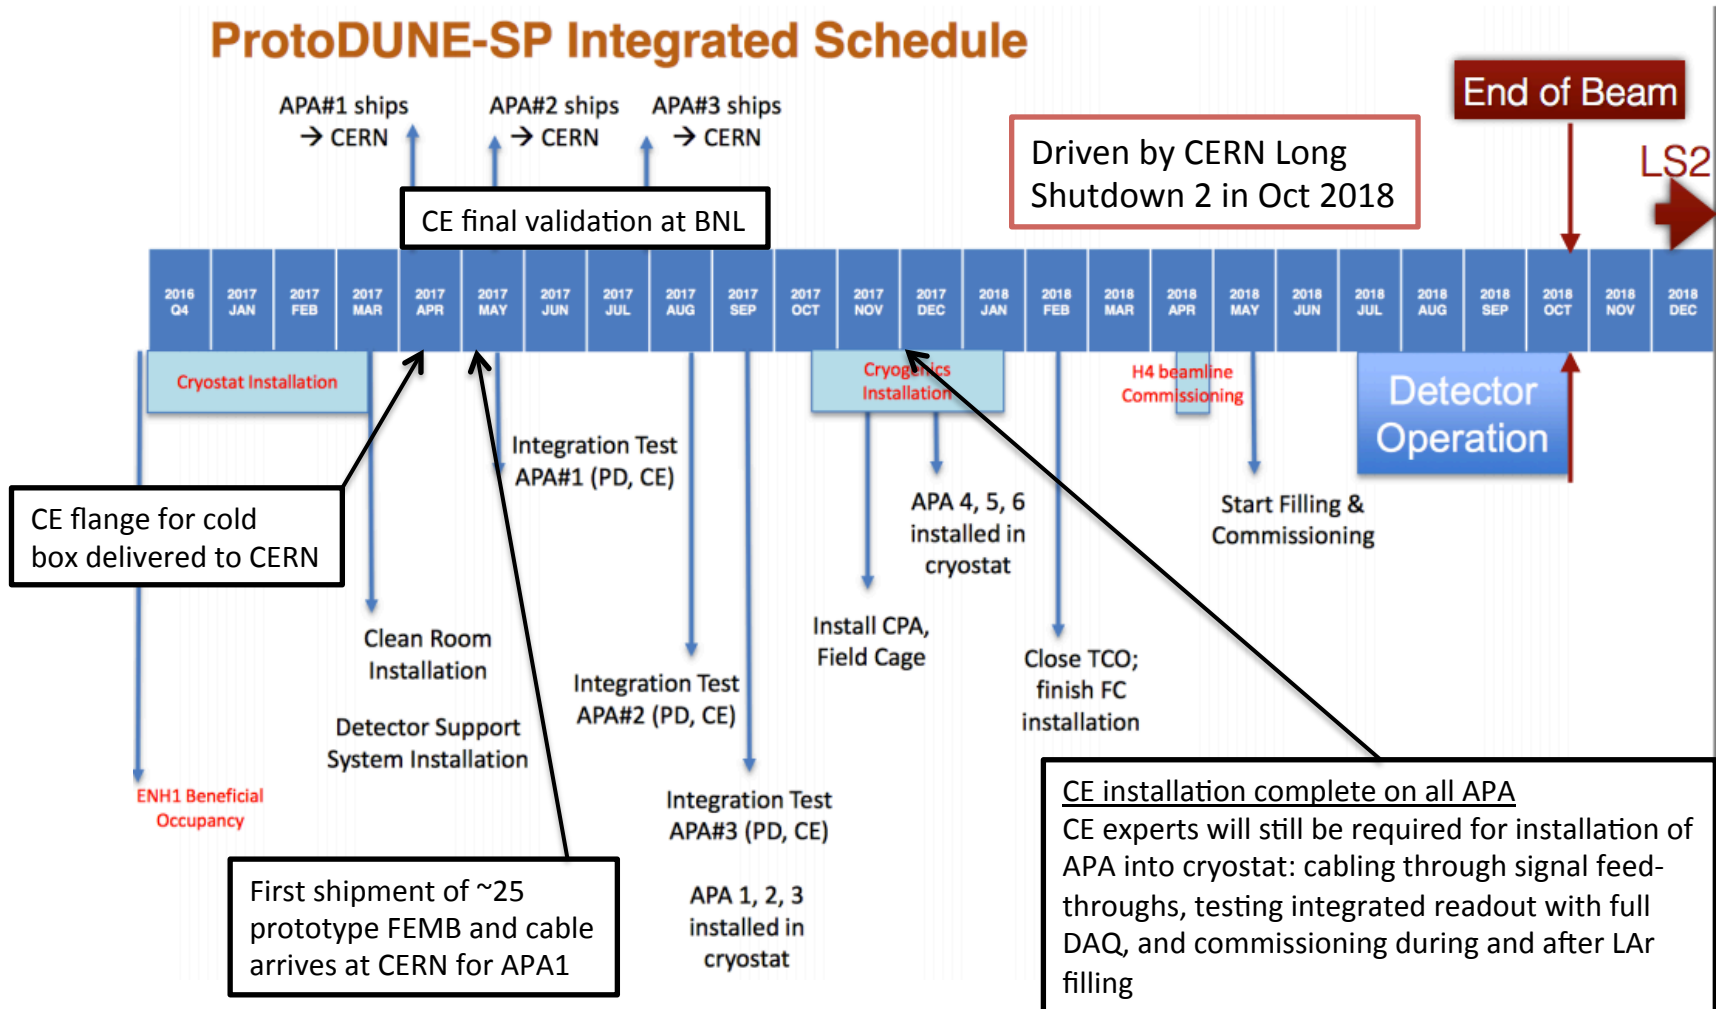 ProtoDUNE-SP Integrated Schedule
APA#1 ships
→ CERN
APA#2 ships
→ CERN
APA#3 ships
→ CERN
CE final validation at BNL
Driven by CERN Long
Shutdown 2 in Oct 2018
End of Beam
LS2
2016
Q4
2017
JAN
2017
FEB
2017
MAR
2017
APR
2017
MAY
2017
JUN
2017
JUL
2017
AUG
2017
SEP
2017
OCT
2017
NOV
2017
DEC
2018
JAN
2018
FEB
2018
MAR
2018
APR
2018
MAY
2018
JUN
2018
JUL
2018
AUG
2018
SEP
2018
OCT
2018
NOV
2018
DEC
Cryostat Installation
Cryogenics
Installation
H4 beamline
Commissioning
Detector
Operation
CE flange for cold
box delivered to CERN
Integration Test
APA#1 (PD, CE)
APA 4, 5, 6
installed in
cryostat
Start Filling &
Commissioning
Clean Room
Installation
Detector Support
System Installation
Integration Test
APA#2 (PD, CE)
Install CPA,
Field Cage
Close TCO;
finish FC
installation
ENH1 Beneficial
Occupancy
Integration Test
APA#3 (PD, CE)
APA 1, 2, 3
installed in
cryostat
First shipment of ~25
prototype FEMB and cable
arrives at CERN for APA1
CE installation complete on all APA
CE experts will still be required for installation of
APA into cryostat: cabling through signal feed-
throughs, testing integrated readout with full
DAQ, and commissioning during and after LAr
filling